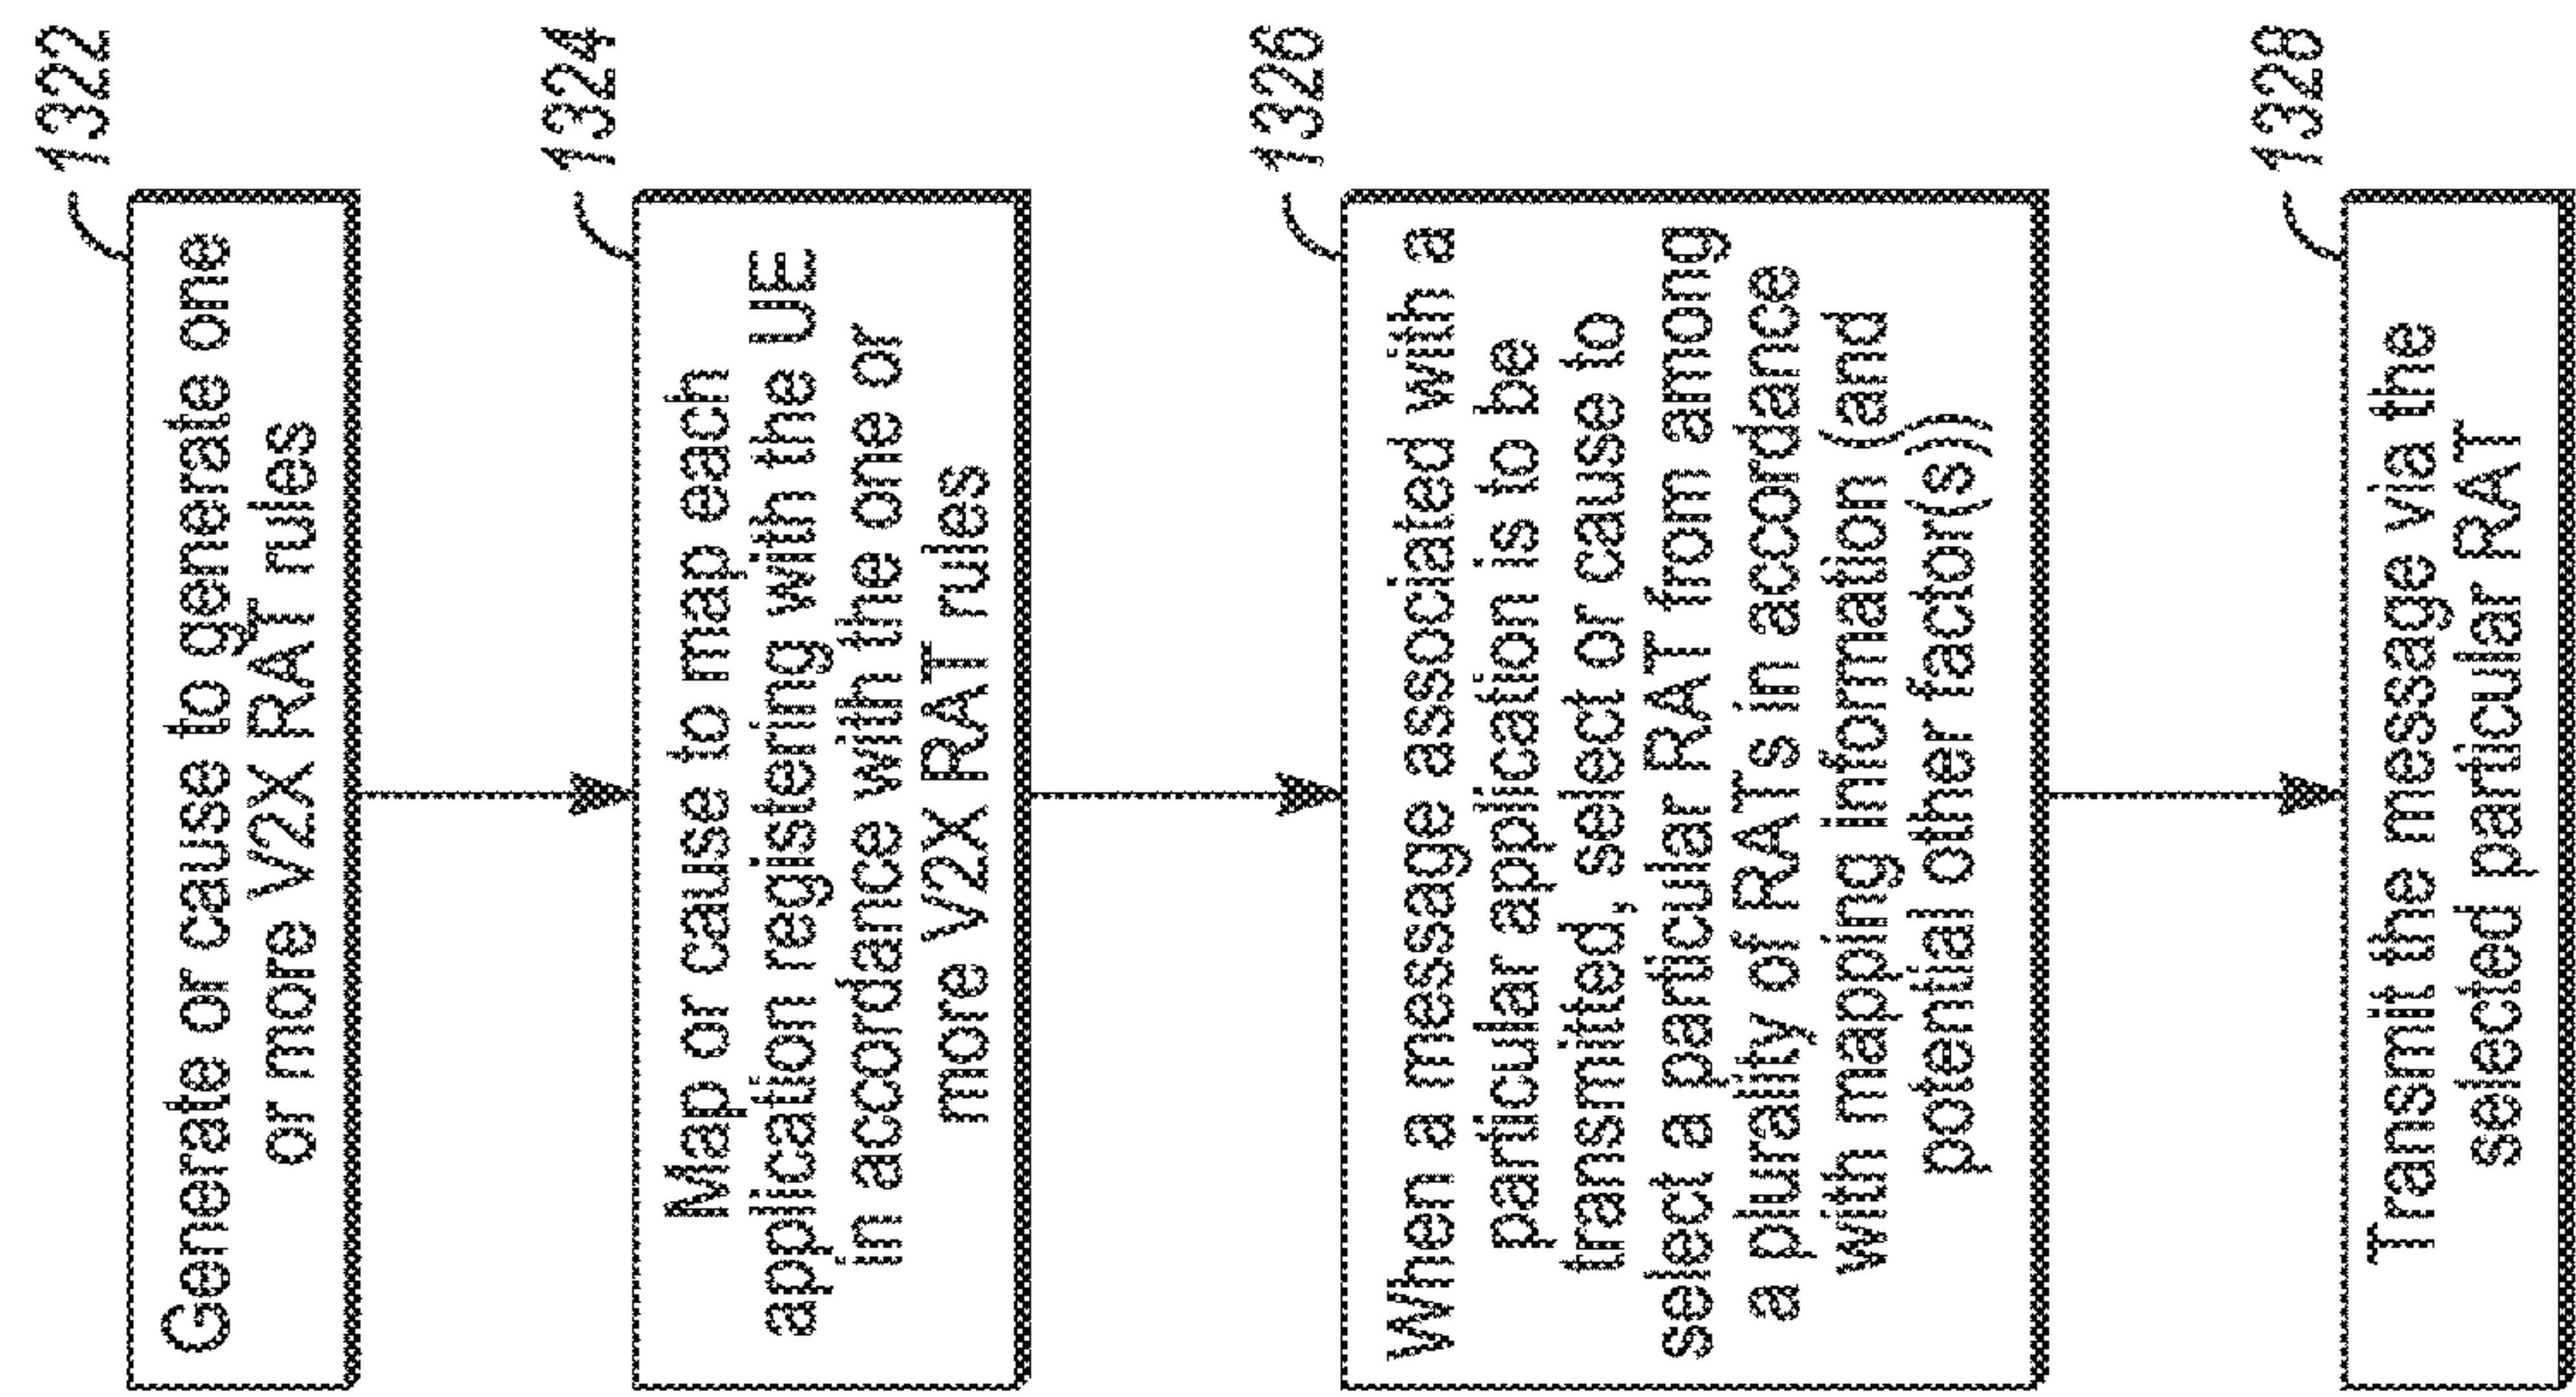 1322
Generate or cause to generate one
or more V2X RAT rules
1324
Map or cause to map each
application registering with the UE
in accordance with the one or
more V2X RAT rules
1326
When a message associated with a
particular application is to be
transmitted, select or cause to
select a particular RAT from among
a plurality of RATs in accordance
with mapping information (and
potential other factor(s))
1328
Transmit the message via the
selected particular RAT